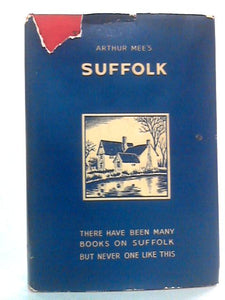 ARTHUR MEE'S
SUFFOLK
THERE HAVE BEEN MANY
BOOKS ON SUFFOLK
BUT NEVER ONE LIKE THIS